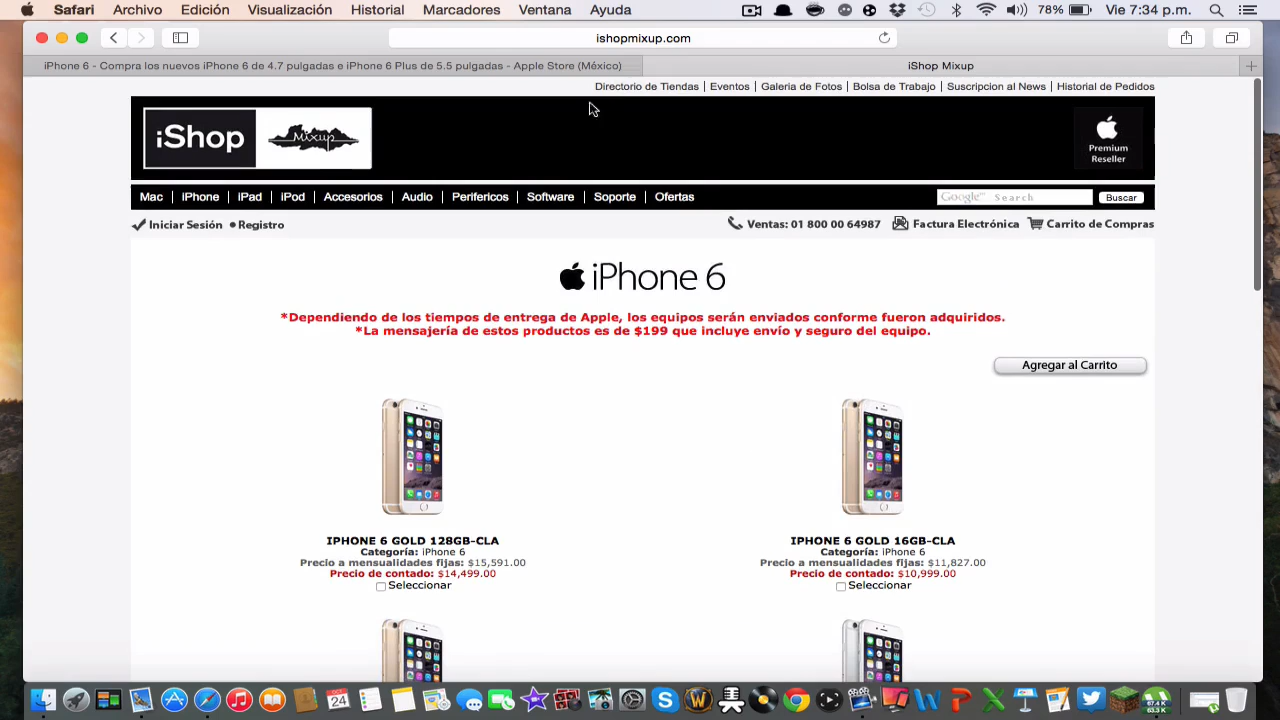 Safari Archivo Edición Visualización Historial Marcadores Ventana Ayuda 78% Vie 7:34 p.m.
ishopmixup.com
iPhone 6 - Compra los nuevos iPhone 6 de 4.7 pulgadas e iPhone 6 Plus de 5.5 pulgadas - Apple Store (México) iShop Mixup
Directorio de Tiendas Eventos Galeria de Fotos Bolsa de Trabajo Suscripcion al News Historial de Pedidos
iShop Mixup
Premium
Reseller
Mac iPhone iPad iPod Accesorios Audio Perifericos Software Soporte Ofertas Google™ Search Buscar
Iniciar Sesión Registro Ventas: 01 800 00 64987 Factura Electrónica Carrito de Compras
iPhone 6
*Dependiendo de los tiempos de entrega de Apple, los equipos serán enviados conforme fueron adquiridos.
*La mensajería de estos productos es de $199 que incluye envío y seguro del equipo.
Agregar al Carrito
IPHONE 6 GOLD 128GB-CLA
Categoría: iPhone 6
Precio a mensualidades fijas: $15,591.00
Precio de contado: $14,499.00
Seleccionar
IPHONE 6 GOLD 16GB-CLA
Categoría: iPhone 6
Precio a mensualidades fijas: $11,827.00
Precio de contado: $10,999.00
Seleccionar
24
67.4 K
63.3 K